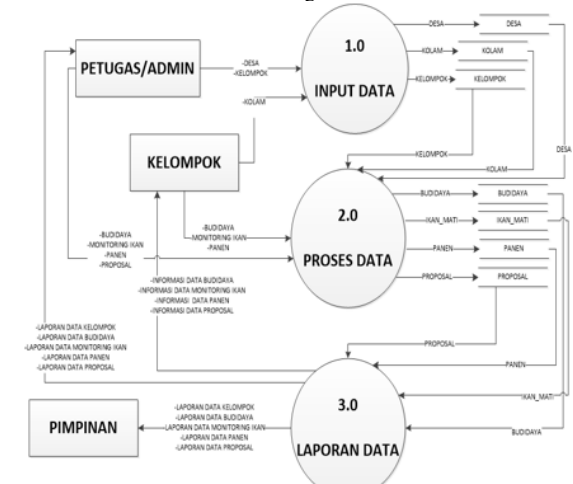 DESA
DESA
1.0
KOLAM
KOLAM
PETUGAS/ADMIN
-DESA
-KELOMPOK
INPUT DATA
KELOMPOK
KELOMPOK
-KOLAM
DESA
KELOMPOK
KELOMPOK
KOLAM
BUDIDAYA
BUDIDAYA
2.0
IKAN_MATI
IKAN_MATI
-BUDIDAYA
-MONITORING IKAN
-PANEN
PANEN
PANEN
-BUDIDAYA
-MONITORING IKAN
-PANEN
-PROPOSAL
PROSES DATA
PROPOSAL
PROPOSAL
-INFORMASI DATA BUDIDAYA
-INFORMASI DATA MONITORING IKAN
-INFORMASI DATA PANEN
-INFORMASI DATA PROPOSAL
-LAPORAN DATA KELOMPOK
-LAPORAN DATA BUDIDAYA
-LAPORAN DATA MONITORING IKAN
-LAPORAN DATA PANEN
-LAPORAN DATA PROPOSAL
PROPOSAL
PANEN
IKAN_MATI
3.0
PIMPINAN
-LAPORAN DATA KELOMPOK
-LAPORAN DATA BUDIDAYA
-LAPORAN DATA MONITORING IKAN
-LAPORAN DATA PANEN
-LAPORAN DATA PROPOSAL
BUDIDAYA
LAPORAN DATA